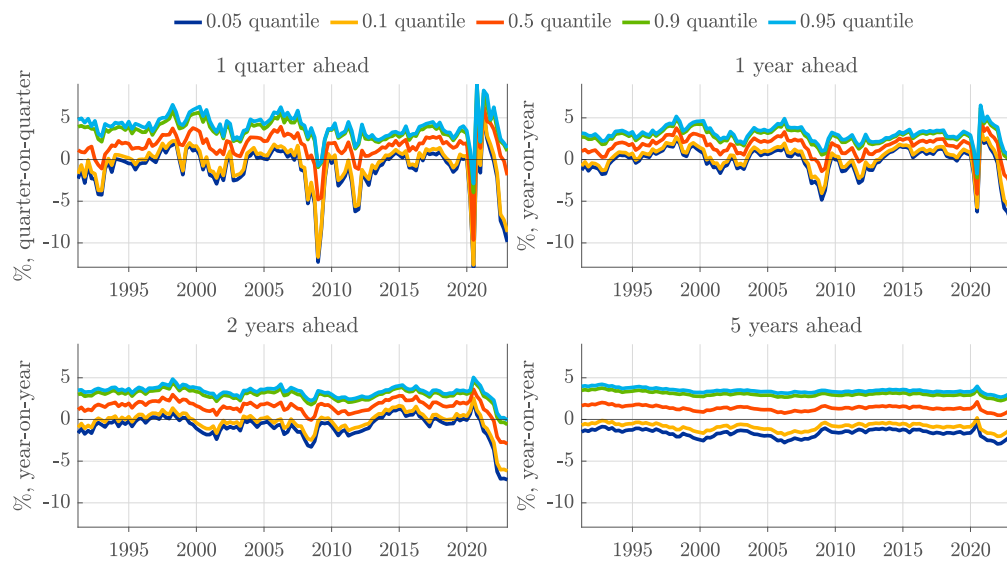 0.05 quantile 0.1 quantile 0.5 quantile 0.9 quantile 0.95 quantile
1 quarter ahead
%, quarter-on-quarter
5
0
-5
-10
1995 2000 2005 2010 2015 2020
1 year ahead
%, year-on-year
5
0
-5
-10
1995 2000 2005 2010 2015 2020
2 years ahead
%, year-on-year
5
0
-5
-10
1995 2000 2005 2010 2015 2020
5 years ahead
%, year-on-year
5
0
-5
-10
1995 2000 2005 2010 2015 2020